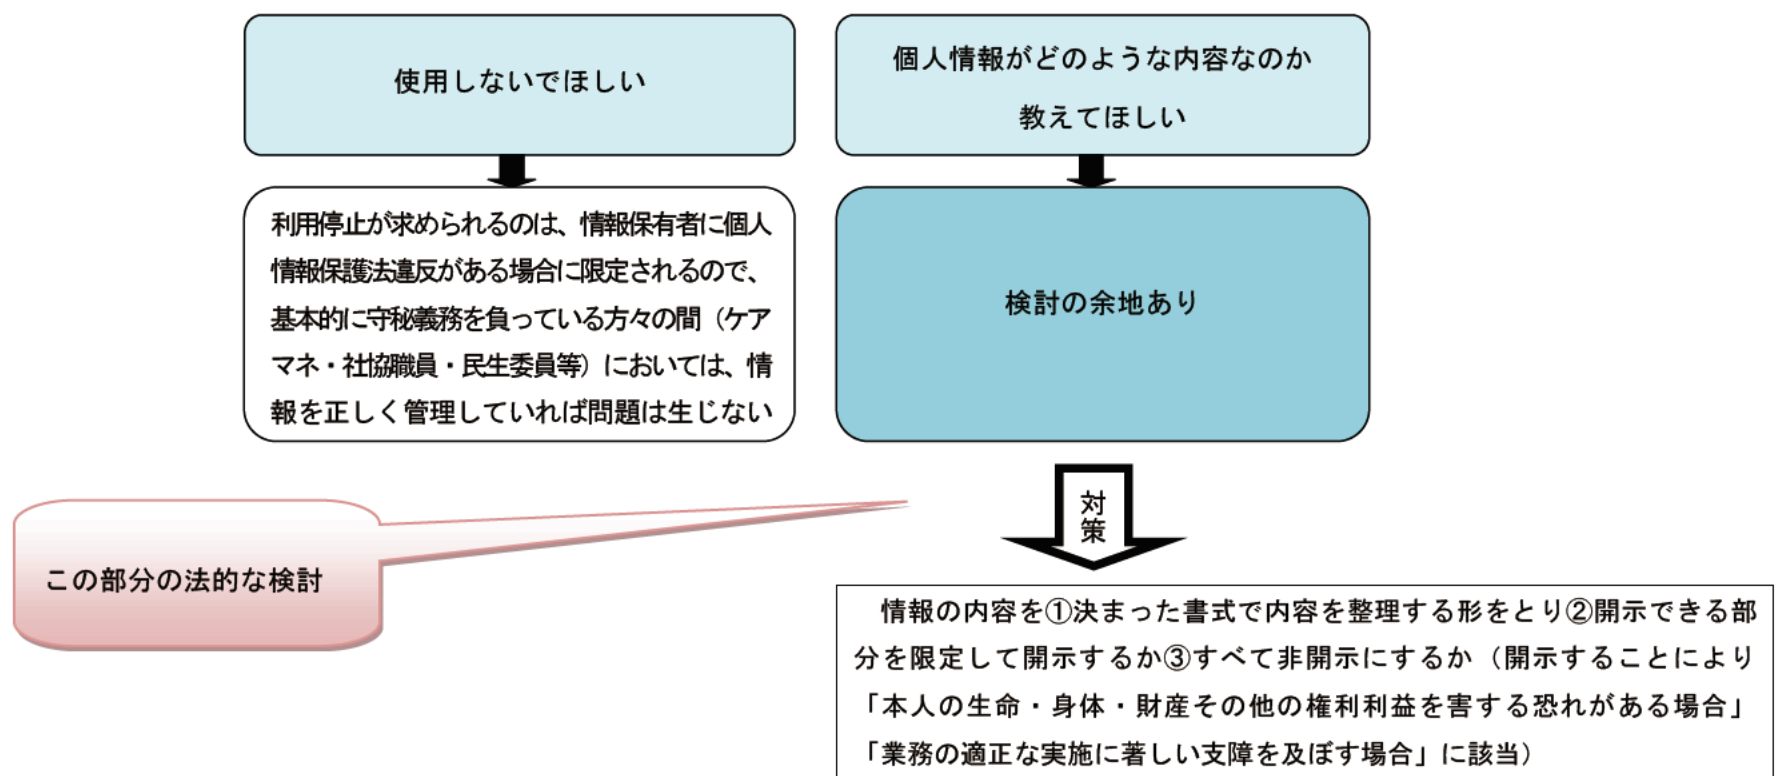 使用しないでほしい
個人情報がどのような内容なのか
教えてほしい
利用停止が求められるのは、情報保有者に個人
情報保護法違反がある場合に限定されるので、
基本的に守秘義務を負っている方々の間（ケア
マネ・社協職員・民生委員等）においては、情
報を正しく管理していれば問題は生じない
検討の余地あり
対
策
この部分の法的な検討
情報の内容を①決まった書式で内容を整理する形をとり②開示できる部
分を限定して開示するか③すべて非開示にするか（開示することにより
「本人の生命・身体・財産その他の権利利益を害する恐れがある場合」
「業務の適正な実施に著しい支障を及ぼす場合」に該当）